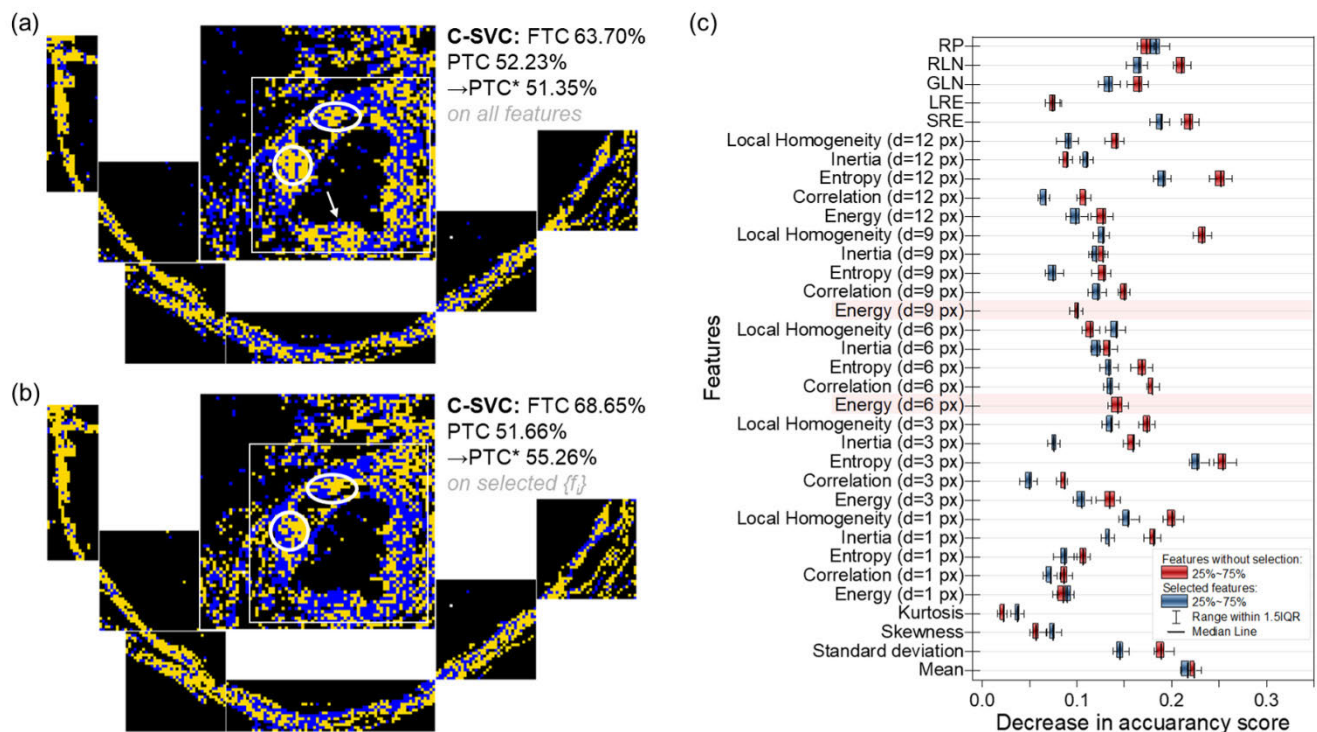 (a)
C-SVC: FTC 63.70%
PTC 52.23%
→PTC* 51.35%
on all features
(b)
C-SVC: FTC 68.65%
PTC 51.66%
→PTC* 55.26%
on selected {fᵢ}
(c)
Features
RP
RLN
GLN
LRE
SRE
Local Homogeneity (d=12 px)
Inertia (d=12 px)
Entropy (d=12 px)
Correlation (d=12 px)
Energy (d=12 px)
Local Homogeneity (d=9 px)
Inertia (d=9 px)
Entropy (d=9 px)
Correlation (d=9 px)
Energy (d=9 px)
Local Homogeneity (d=6 px)
Inertia (d=6 px)
Entropy (d=6 px)
Correlation (d=6 px)
Energy (d=6 px)
Local Homogeneity (d=3 px)
Inertia (d=3 px)
Entropy (d=3 px)
Correlation (d=3 px)
Energy (d=3 px)
Local Homogeneity (d=1 px)
Inertia (d=1 px)
Entropy (d=1 px)
Correlation (d=1 px)
Energy (d=1 px)
Kurtosis
Skewness
Standard deviation
Mean
Features without selection:
25%~75%
Selected features:
25%~75%
Range within 1.5IQR
Median Line
0.0 0.1 0.2 0.3
Decrease in accuarancy score